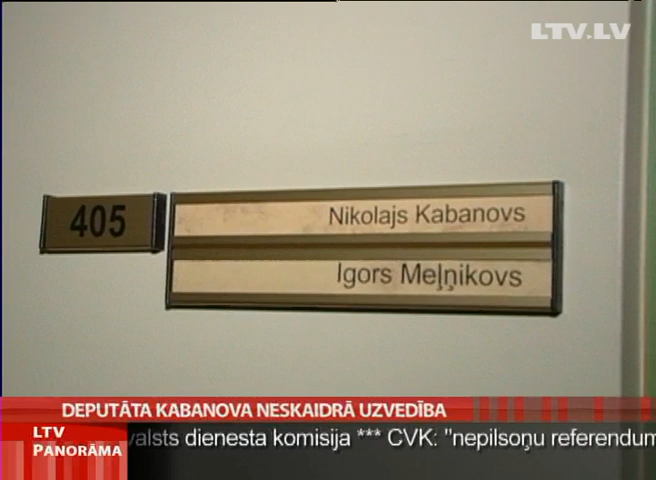 LTV.LV
405
Nikolajs Kabanovs
Igors Meļņikovs
DEPUTĀTA KABANOVA NESKAIDRĀ UZVEDĪBA
LTV
PANORĀMA
valsts dienesta komisija *** CVK: "nepilsoņu referendum